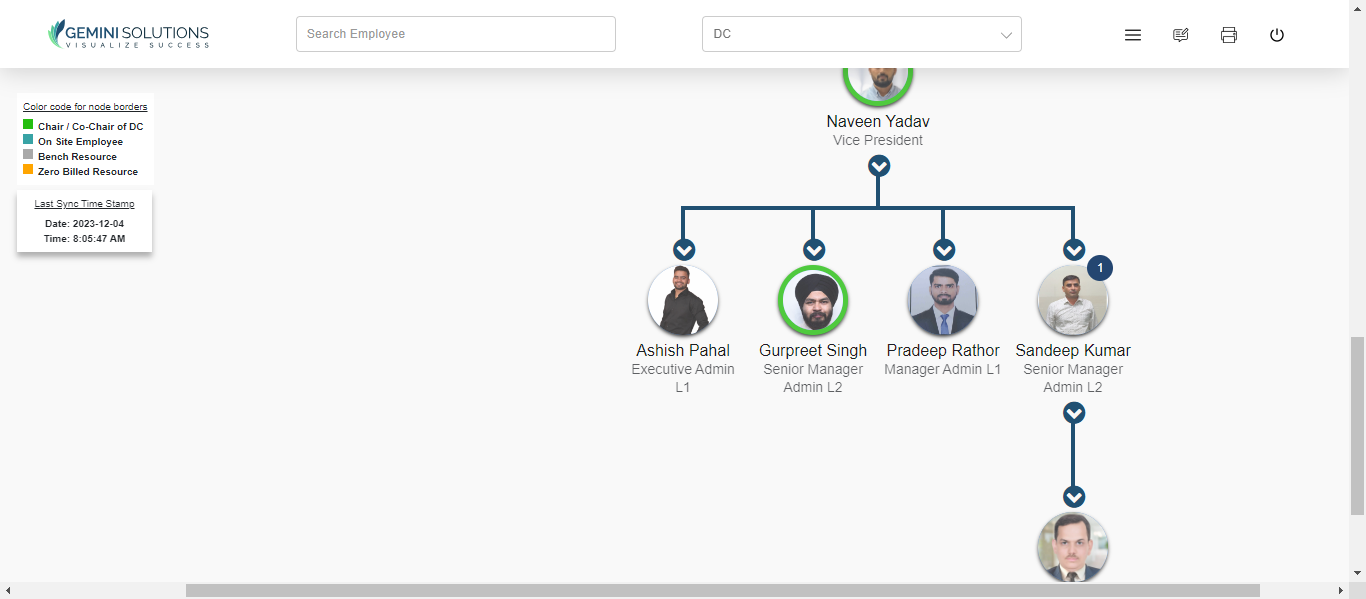 GEMINI SOLUTIONS
VISUALIZE SUCCESS
Search Employee
DC
Color code for node borders
Chair / Co-Chair of DC
On Site Employee
Bench Resource
Zero Billed Resource
Last Sync Time Stamp
Date: 2023-12-04
Time: 8:05:47 AM
Naveen Yadav
Vice President
1
Ashish Pahal
Executive Admin
L1
Gurpreet Singh
Senior Manager
Admin L2
Pradeep Rathor
Manager Admin L1
Sandeep Kumar
Senior Manager
Admin L2